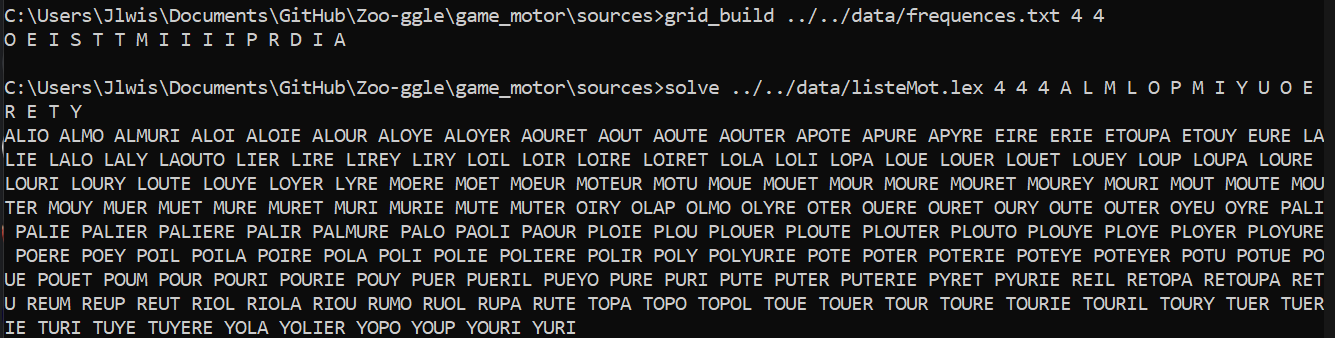 C:\Users\Jlwis\Documents\GitHub\Zoo-ggle\game_motor\sources>grid_build ../../data/frequences.txt 4 4
O E I S T T M I I I I P R D I A
C:\Users\Jlwis\Documents\GitHub\Zoo-ggle\game_motor\sources>solve ../../data/listeMot.lex 4 4 4 A L M L O P M I Y U O E
R E T Y
ALIO ALMO ALMURI ALOI ALOIE ALOUR ALOYE ALOYER AOURET AOUT AOUTE AOUTER APOTE APURE APYRE EIRE ERIE ETOUPA ETOUY EURE LA
LIE LALO LALY LAOUTO LIER LIRE LIREY LIRY LOIL LOIR LOIRE LOIRET LOLA LOLI LOPA LOUE LOUER LOUET LOUEY LOUP LOUPA LOURE
LOURI LOURY LOUTE LOUYE LOYER LYRE MOERE MOET MOEUR MOTEUR MOTU MOUE MOUET MOUR MOURE MOURET MOUREY MOURI MOUT MOUTE MOU
TER MOUY MUER MUET MURE MURET MURI MURIE MUTE MUTER OIRY OLAP OLMO OLYRE OTER OUERE OURET OURY OUTE OUTER OYEU OYRE PALI
PALIE PALIER PALIERE PALIR PALMURE PALO PAOLI PAOUR PLOIE PLOU PLOUER PLOUTE PLOUTER PLOUTO PLOUYE PLOYE PLOYER PLOYURE
POERE POEY POIL POILA POIRE POLA POLI POLIE POLIERE POLIR POLY POLYURIE POTE POTER POTERIE POTEYE POTEYER POTU POTUE PO
UE POUET POUM POUR POURI POURIE POUY PUER PUERIL PUEYO PURE PURI PUTE PUTER PUTERIE PYRET PYURIE REIL RETOPA RETOUPA RET
U REUM REUP REUT RIOL RIOLA RIOU RUMO RUOL RUPA RUTE TOPA TOPO TOPOL TOUE TOUER TOUR TOURE TOURIE TOURIL TOURY TUER TUER
IE TURI TUYE TUYERE YOLA YOLIER YOPO YOUP YOURI YURI